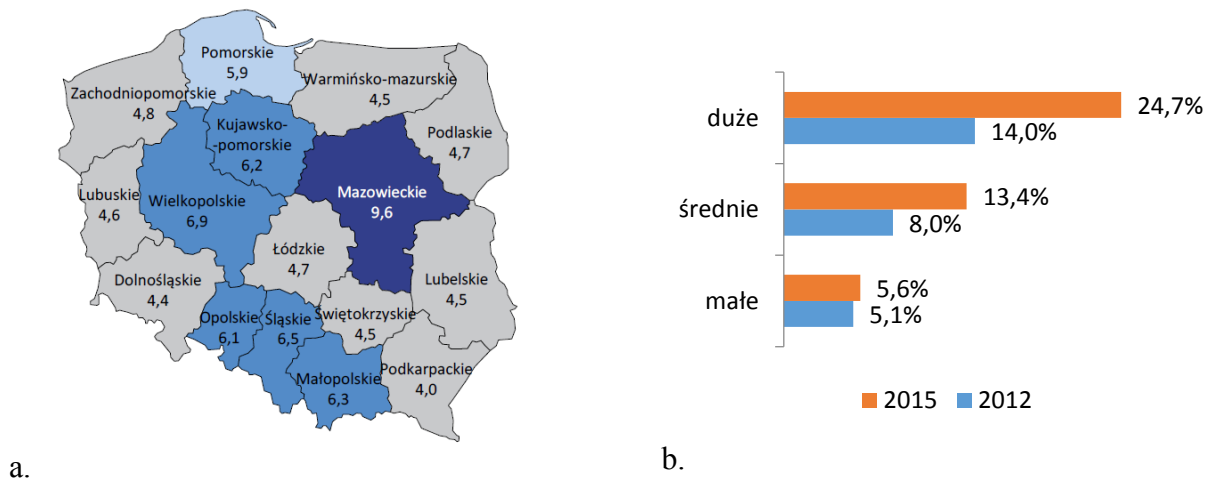 Pomorskie
5,9
Warmińsko-mazurskie
4,5
Zachodniopomorskie
4,8
Kujawsko-
-pomorskie
6,2
Podlaskie
4,7
Mazowieckie
9,6
Lubuskie
4,6
Wielkopolskie
6,9
Łódzkie
4,7
Dolnośląskie
4,4
Lubelskie
4,5
Opolskie
6,1
Śląskie
6,5
Świętokrzyskie
4,5
Małopolskie
6,3
Podkarpackie
4,0
a.
duże
24,7%
14,0%
średnie
13,4%
8,0%
małe
5,6%
5,1%
2015 2012
b.